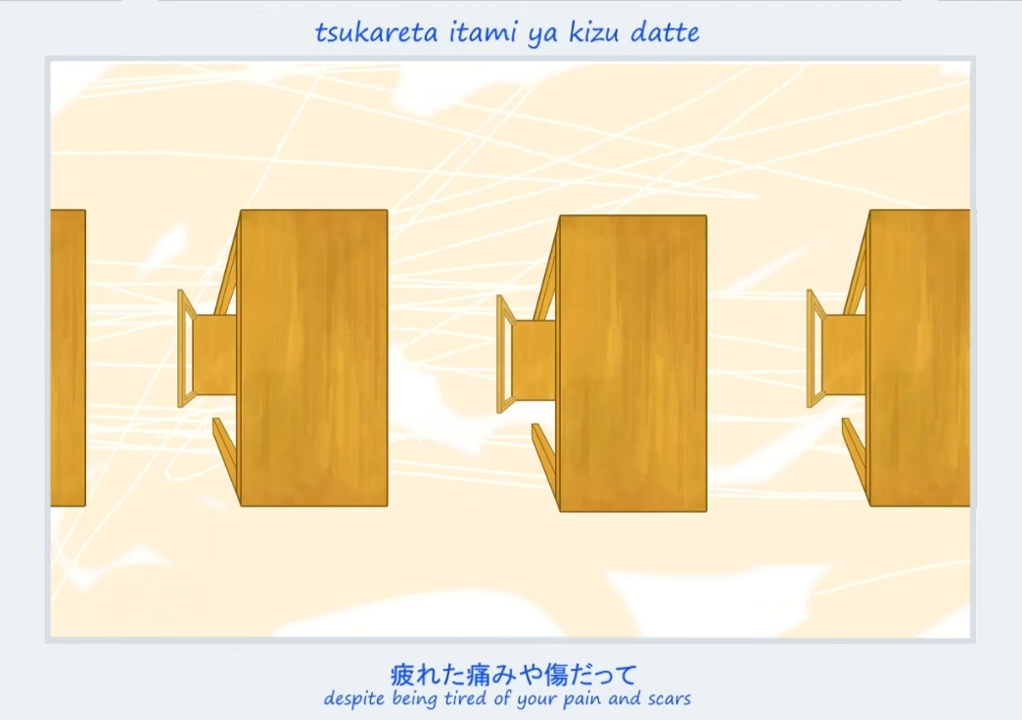 tsukareta itami ya kizu datte
疲れた痛みや傷だって
despite being tired of your pain and scars